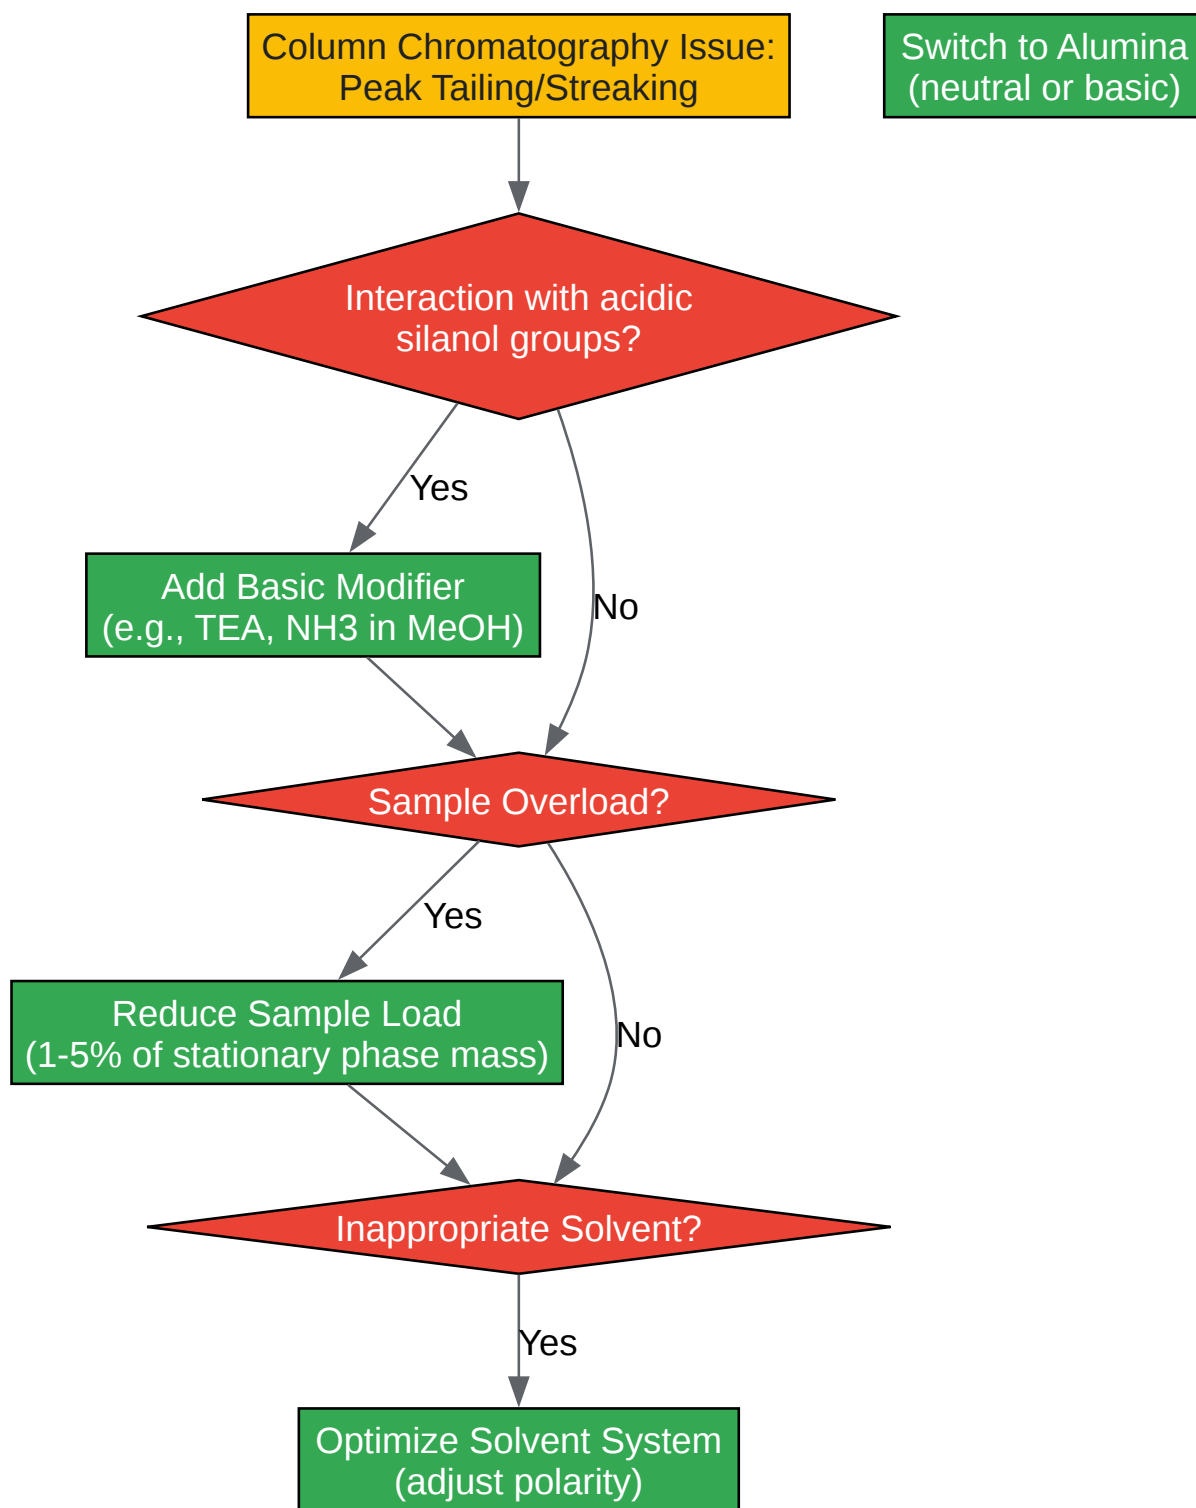 Column Chromatography Issue:
Peak Tailing/Streaking
Switch to Alumina
(neutral or basic)
Interaction with acidic
silanol groups?
Yes
Add Basic Modifier
(e.g., TEA, NH3 in MeOH)
No
Sample Overload?
Yes
Reduce Sample Load
(1-5% of stationary phase mass)
No
Inappropriate Solvent?
Yes
Optimize Solvent System
(adjust polarity)